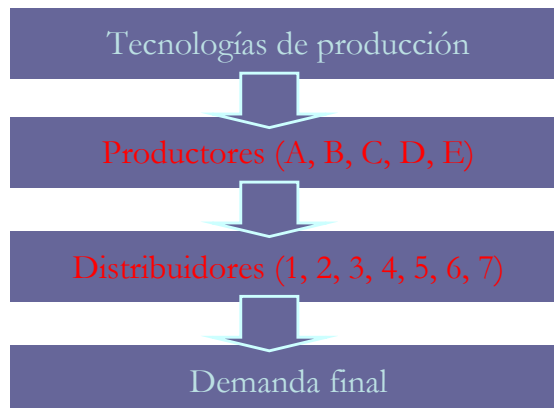 Tecnologías de producción
Productores (A, B, C, D, E)
Distribuidores (1, 2, 3, 4, 5, 6, 7)
Demanda final